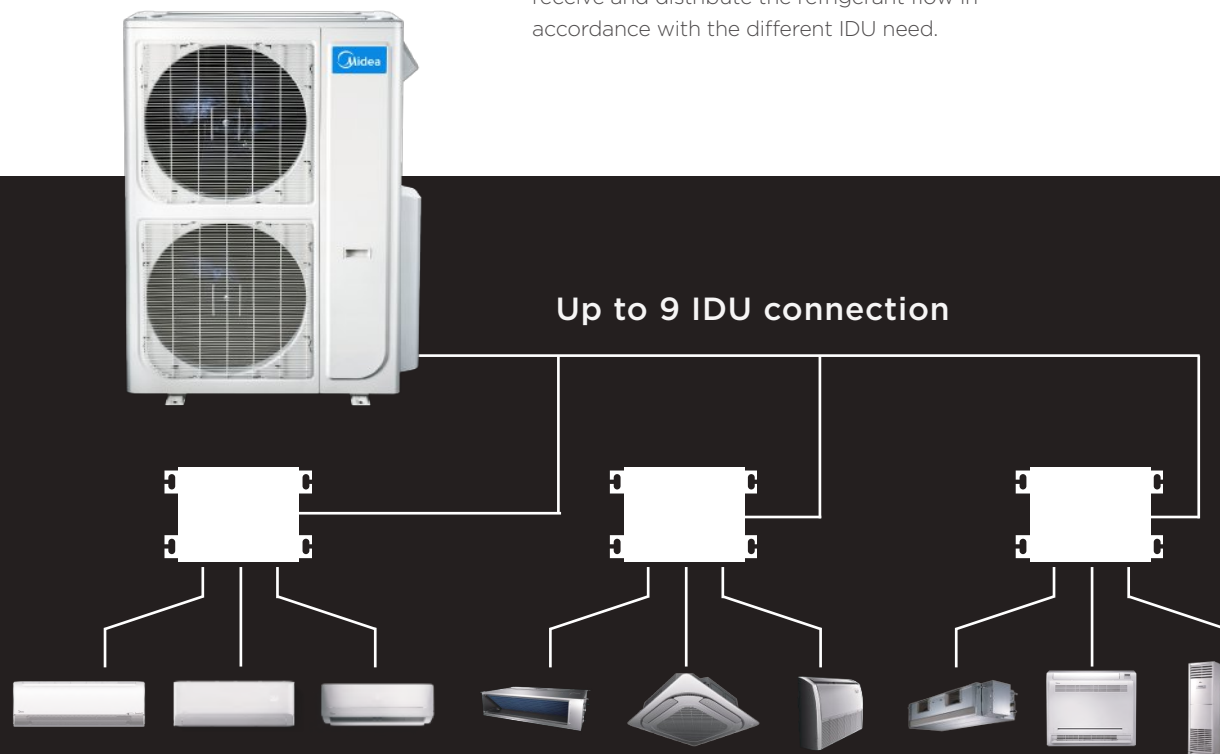 receive and distribute the refrigerant flow in
accordance with the different IDU need.
Midea
Up to 9 IDU connection